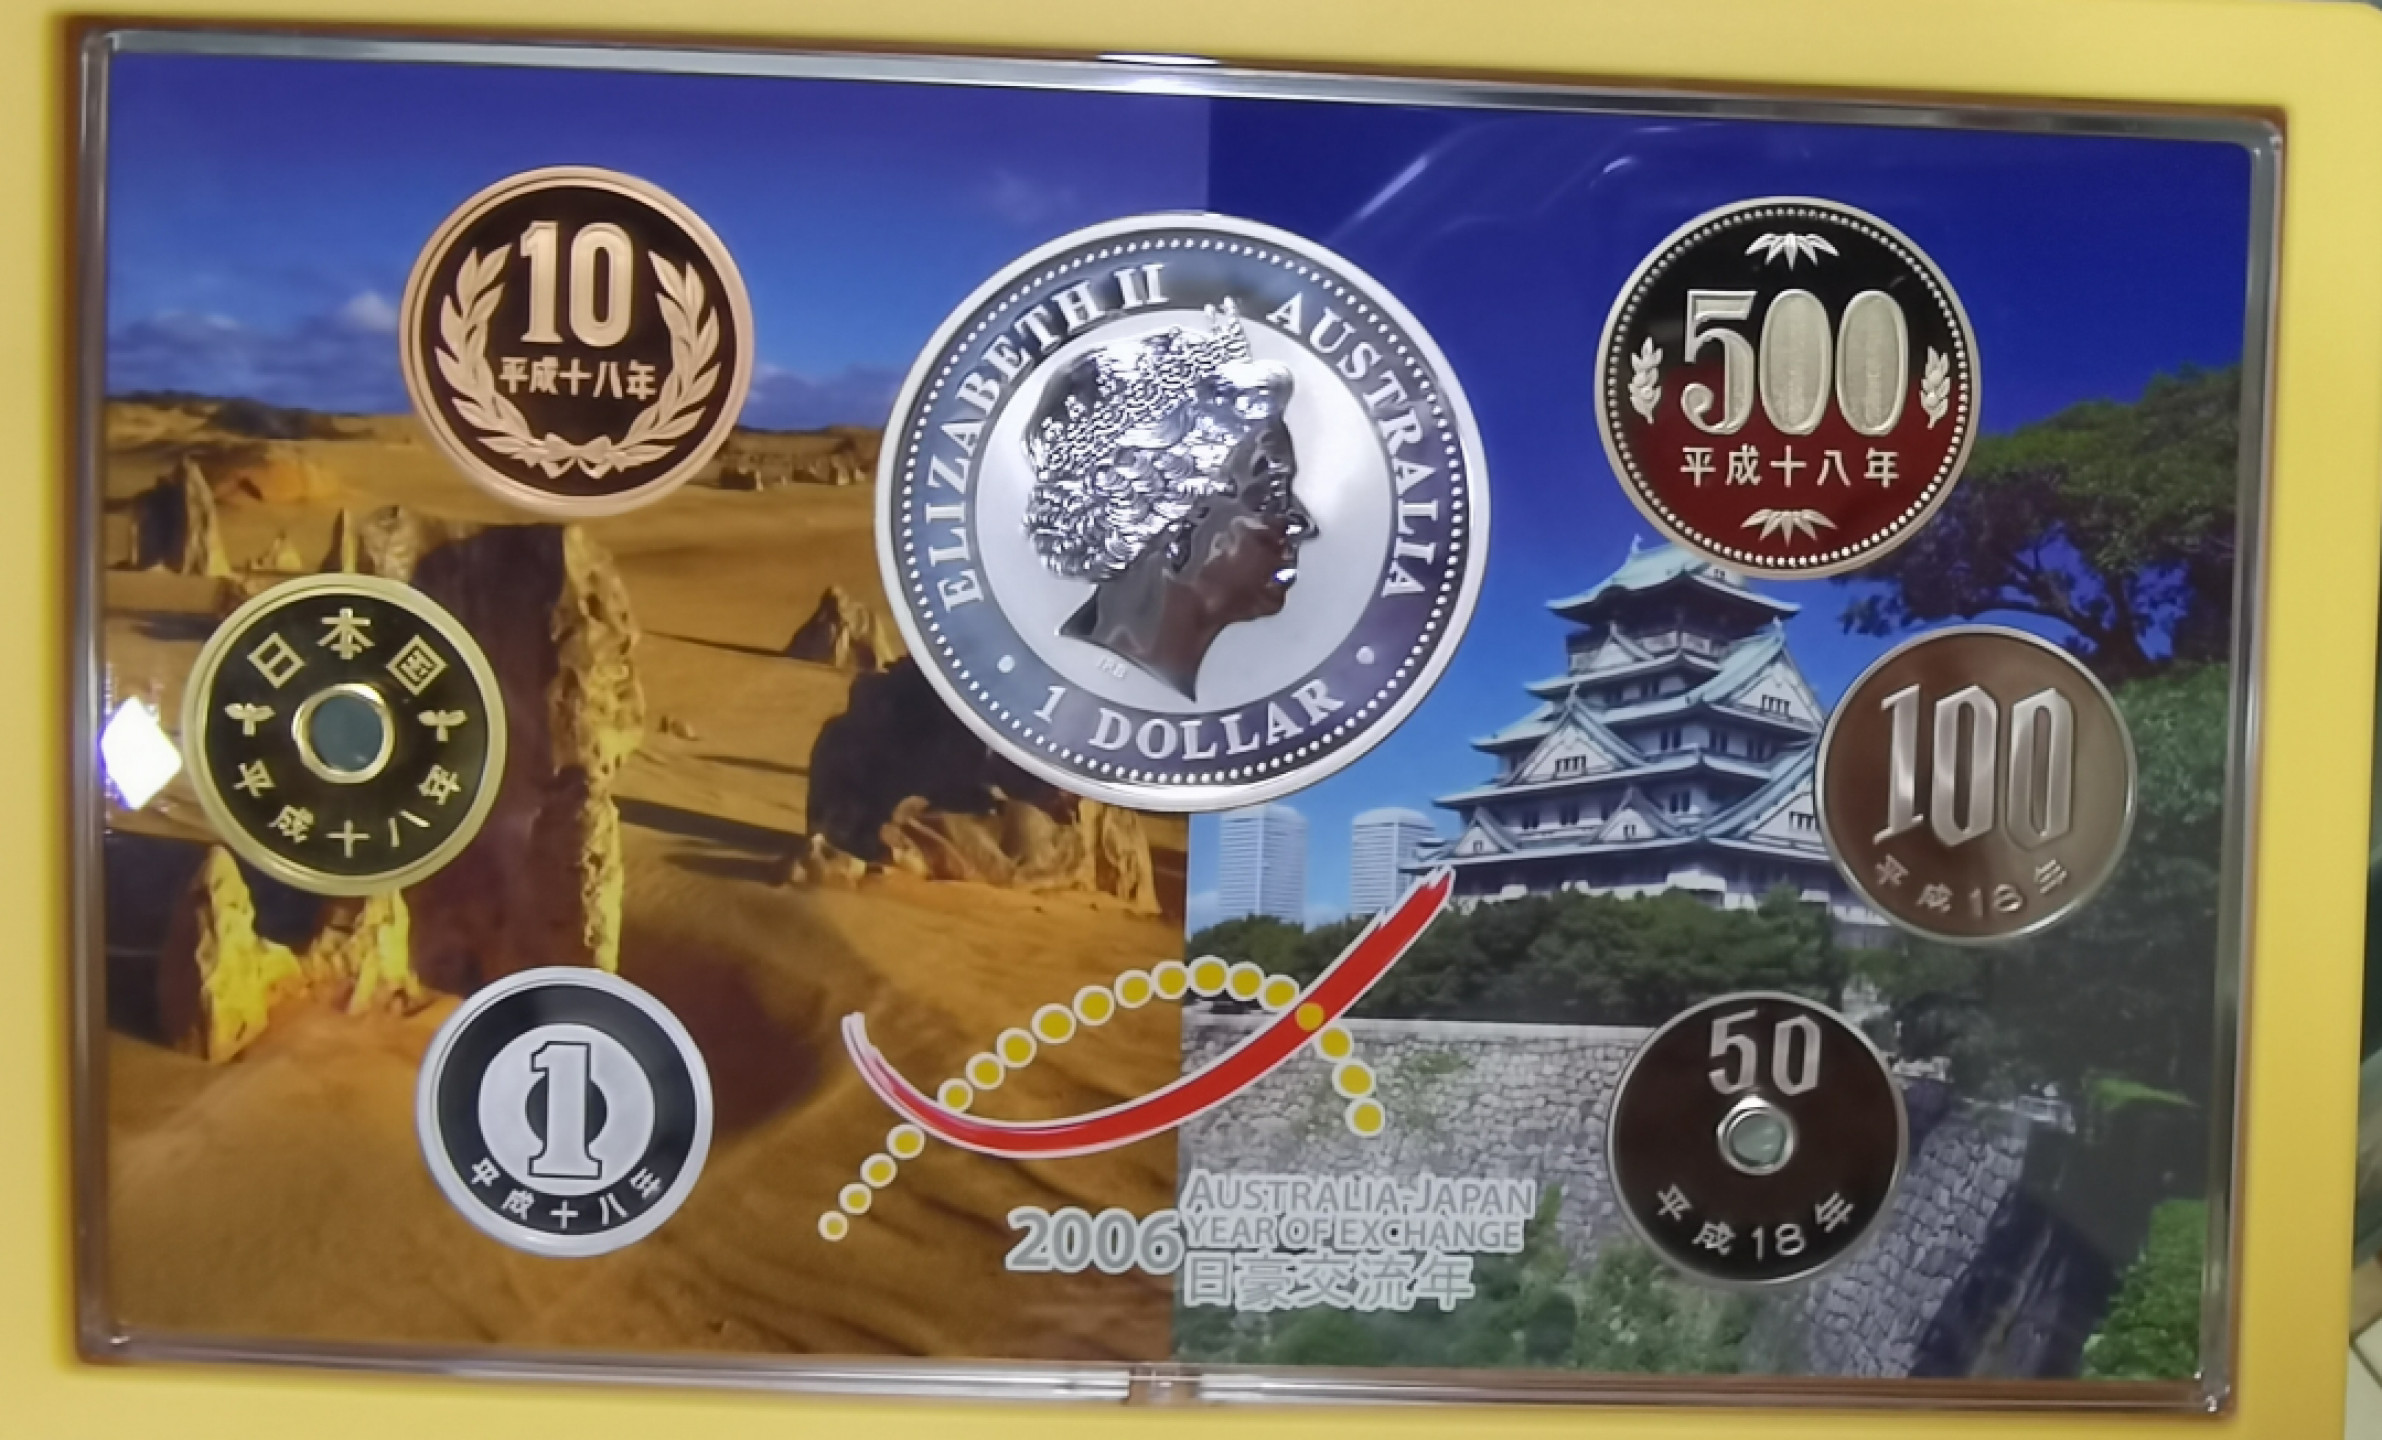 10
平成十八年
ELIZABETH II AUSTRALIA
1 DOLLAR
500
平成十八年
日本国
平成十八年
100
平成18年
1
平成十八年
50
平成18年
2006
AUSTRALIA-JAPAN
YEAR OF EXCHANGE
日豪交流年